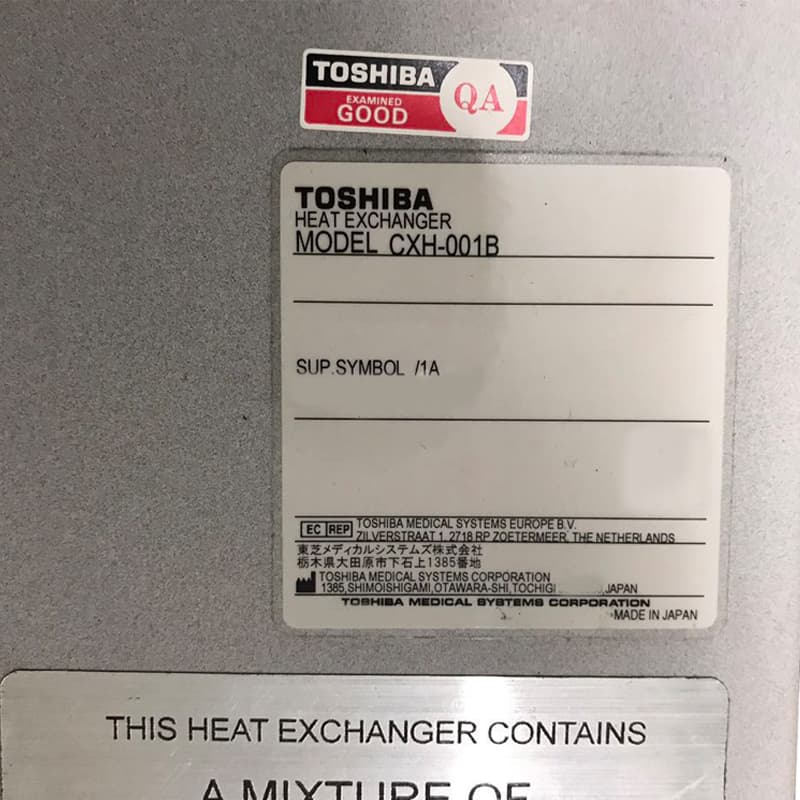 TOSHIBA
EXAMINED
GOOD
QA
TOSHIBA
HEAT EXCHANGER
MODEL CXH-001B
SUP.SYMBOL /1A
EC REP TOSHIBA MEDICAL SYSTEMS EUROPE B.V.
ZILVERSTRAAT 1, 2718 RP ZOETERMEER, THE NETHERLANDS
東芝メディカルシステムズ株式会社
栃木県大田原市下石上1385番地
TOSHIBA MEDICAL SYSTEMS CORPORATION
1385,SHIMOISHIGAMI,OTAWARA-SHI,TOCHIGI ,JAPAN
TOSHIBA MEDICAL SYSTEMS CORPORATION
MADE IN JAPAN
THIS HEAT EXCHANGER CONTAINS
A MIXTURE OF